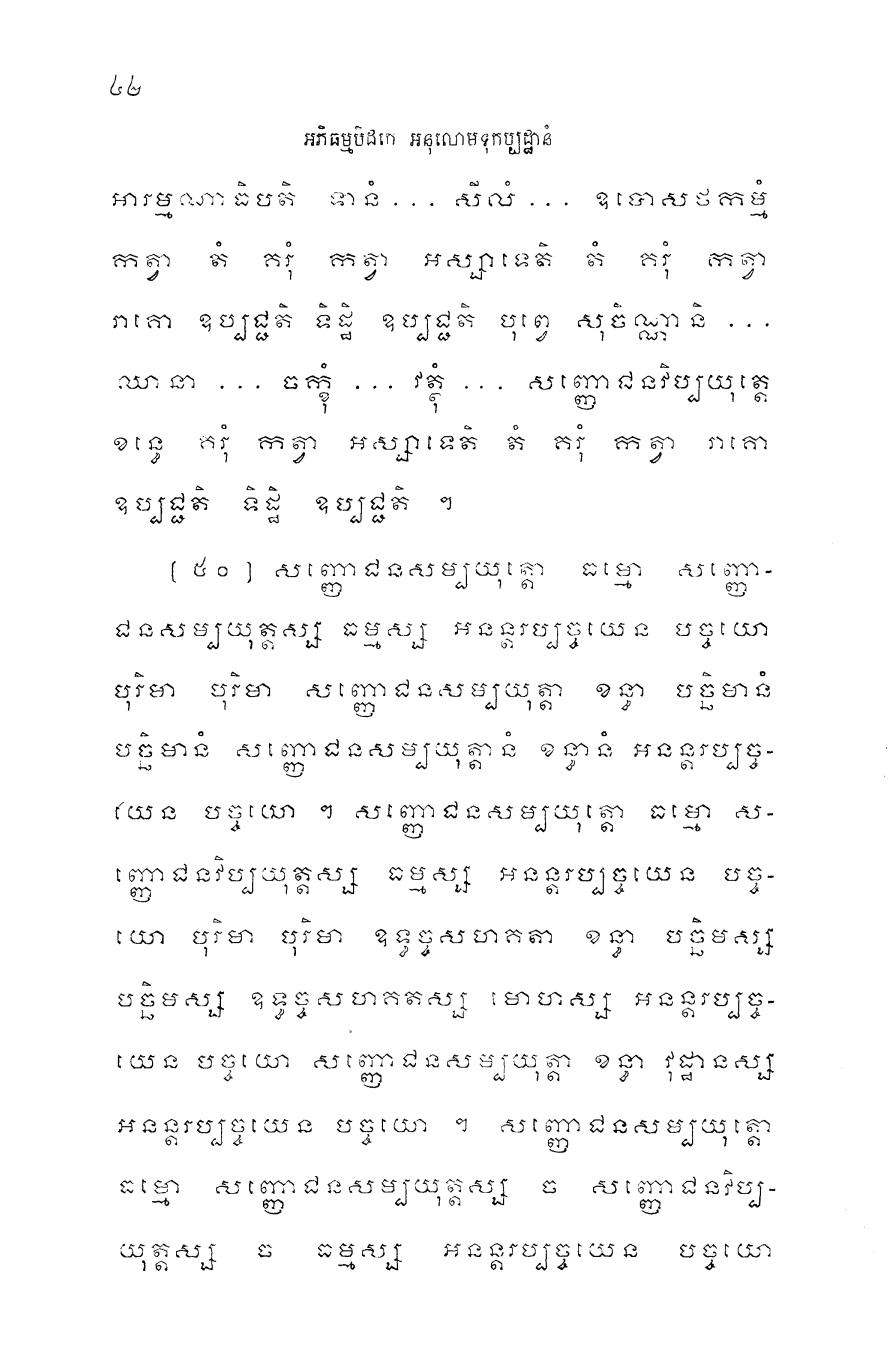 ៤២
អភិធម្មបិដកេ អនុលោមទុកប្បដ្ឋានំ
អារម្មណាធិបតិ ទានំ ... សីលំ ... ឧបោសថកម្មំ
កត្វា តំ គរុំ កត្វា អស្សាទេតិ តំ គរុំ កត្វា
រាគោ ឧប្បជ្ជតិ ទិដ្ឋិ ឧប្បជ្ជតិ បុព្វេ សុចិណ្ណានិ ...
ឈានា ... ចក្ខុំ ... វត្ថុំ ... សញ្ញោជនវិប្បយុត្តេ
ខន្ធេ គរុំ កត្វា អស្សាទេតិ តំ គរុំ កត្វា រាគោ
ឧប្បជ្ជតិ ទិដ្ឋិ ឧប្បជ្ជតិ ។
[ ៥០ ] សញ្ញោជនសម្បយុត្តោ ធម្មោ សញ្ញោ-
ជនសម្បយុត្តស្ស ធម្មស្ស អនន្តរប្បច្ចយេន បច្ចយោ
បុរិមា បុរិមា សញ្ញោជនសម្បយុត្តា ខន្ធា បច្ឆិមានំ
បច្ឆិមានំ សញ្ញោជនសម្បយុត្តានំ ខន្ធានំ អនន្តរប្បច្ច-
យេន បច្ចយោ ។ សញ្ញោជនសម្បយុត្តោ ធម្មោ ស-
ញ្ញោជនវិប្បយុត្តស្ស ធម្មស្ស អនន្តរប្បច្ចយេន បច្ច-
យោ បុរិមា បុរិមា ឧទ្ធច្ចសហគតា ខន្ធា បច្ឆិមស្ស
បច្ឆិមស្ស ឧទ្ធច្ចសហគតស្ស មោហស្ស អនន្តរប្បច្ច-
យេន បច្ចយោ សញ្ញោជនសម្បយុត្តា ខន្ធា វុដ្ឋានស្ស
អនន្តរប្បច្ចយេន បច្ចយោ ។ សញ្ញោជនសម្បយុត្តោ
ធម្មោ សញ្ញោជនសម្បយុត្តស្ស ច សញ្ញោជនវិប្ប-
យុត្តស្ស ច ធម្មស្ស អនន្តរប្បច្ចយេន បច្ចយោ